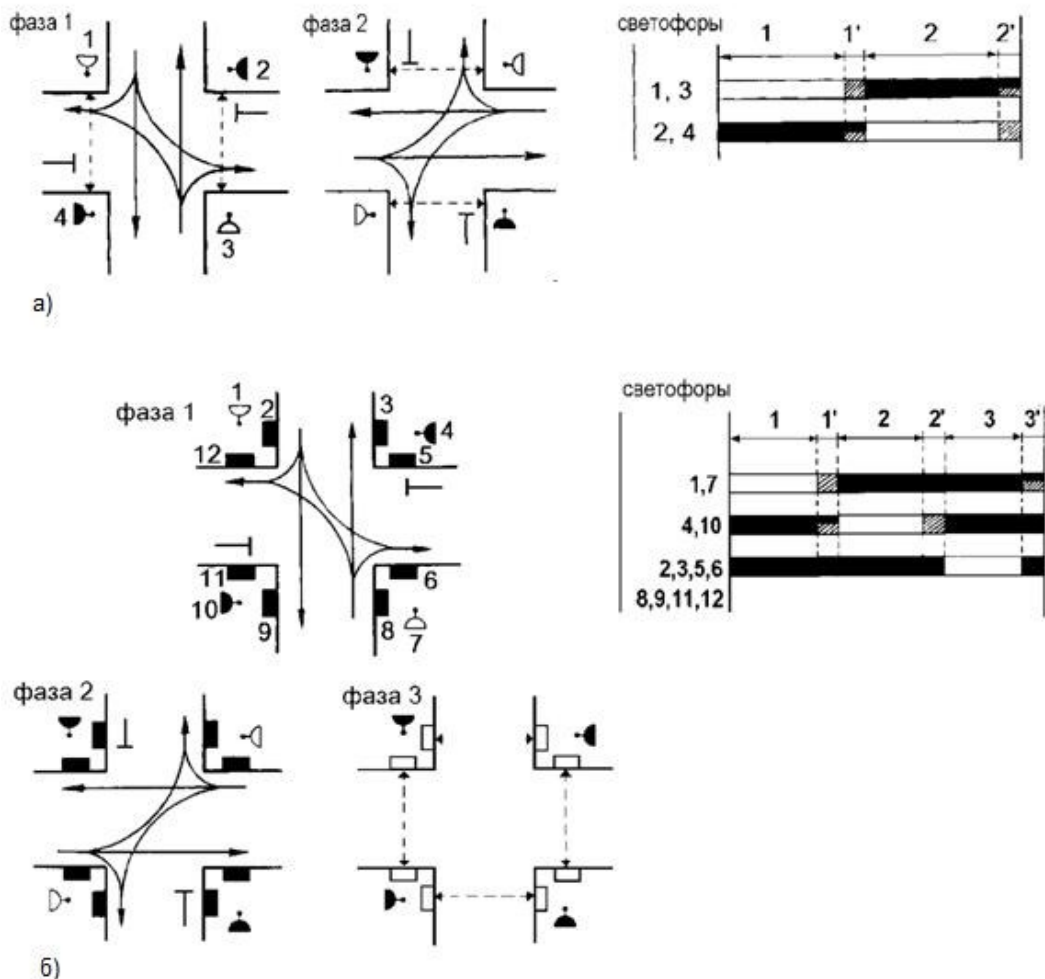 фаза 1
1
2
4
3
фаза 2
светофоры
1 1' 2 2'
1, 3
2, 4
а)
фаза 1
1
2
3
4
12
5
11
10
9
6
8
7
светофоры
1 1' 2 2' 3 3'
1,7
4,10
2,3,5,6
8,9,11,12
фаза 2
фаза 3
б)